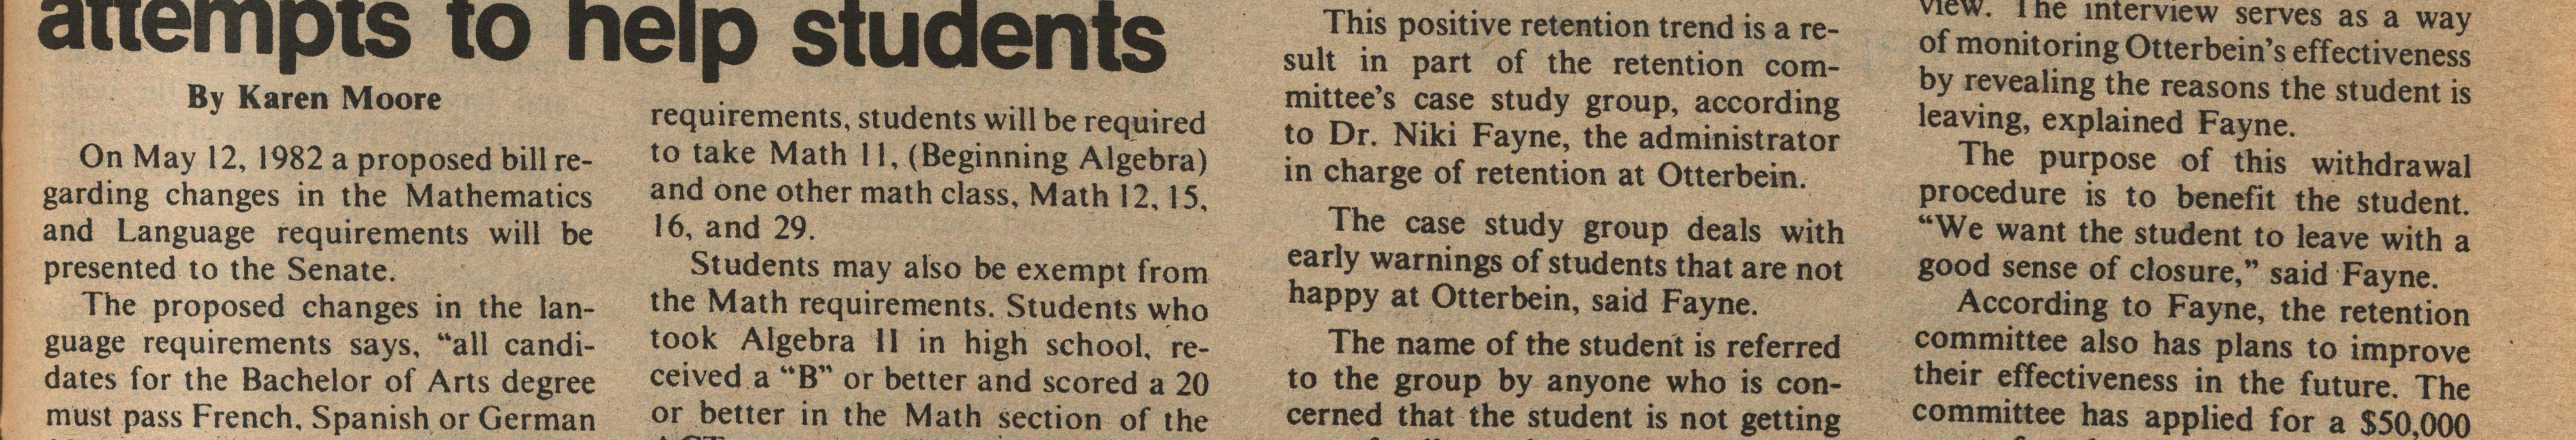 attempts to help students
By Karen Moore
On May 12, 1982 a proposed bill re-
garding changes in the Mathematics
and Language requirements will be
presented to the Senate.
The proposed changes in the lan-
guage requirements says, “all candi-
dates for the Bachelor of Arts degree
must pass French, Spanish or German
requirements, students will be required
to take Math 11, (Beginning Algebra)
and one other math class, Math 12, 15,
16, and 29.
Students may also be exempt from
the Math requirements. Students who
took Algebra II in high school, re-
ceived a “B” or better and scored a 20
or better in the Math section of the
This positive retention trend is a re-
sult in part of the retention com-
mittee’s case study group, according
to Dr. Niki Fayne, the administrator
in charge of retention at Otterbein.
The case study group deals with
early warnings of students that are not
happy at Otterbein, said Fayne.
The name of the student is referred
to the group by anyone who is con-
cerned that the student is not getting
view. The interview serves as a way
of monitoring Otterbein’s effectiveness
by revealing the reasons the student is
leaving, explained Fayne.
The purpose of this withdrawal
procedure is to benefit the student.
“We want the student to leave with a
good sense of closure,” said Fayne.
According to Fayne, the retention
committee also has plans to improve
their effectiveness in the future. The
committee has applied for a $50,000